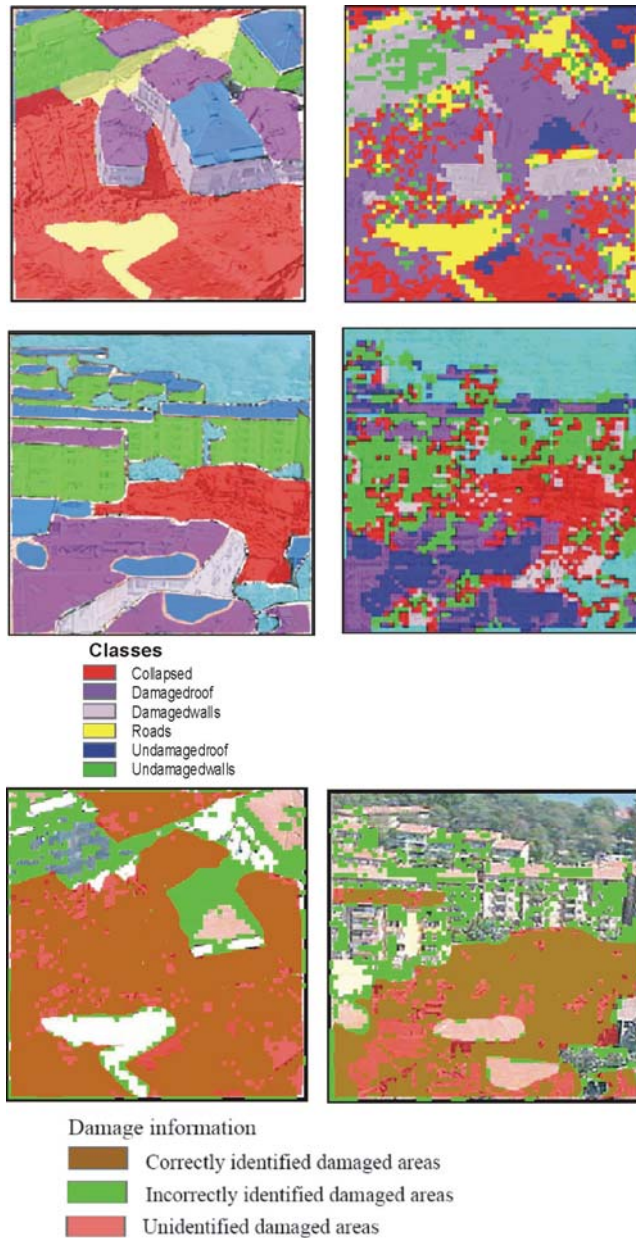 Classes
Collapsed
Damagedroof
Damagedwalls
Roads
Undamagedroof
Undamagedwalls
Damage information
Correctly identified damaged areas
Incorrectly identified damaged areas
Unidentified damaged areas